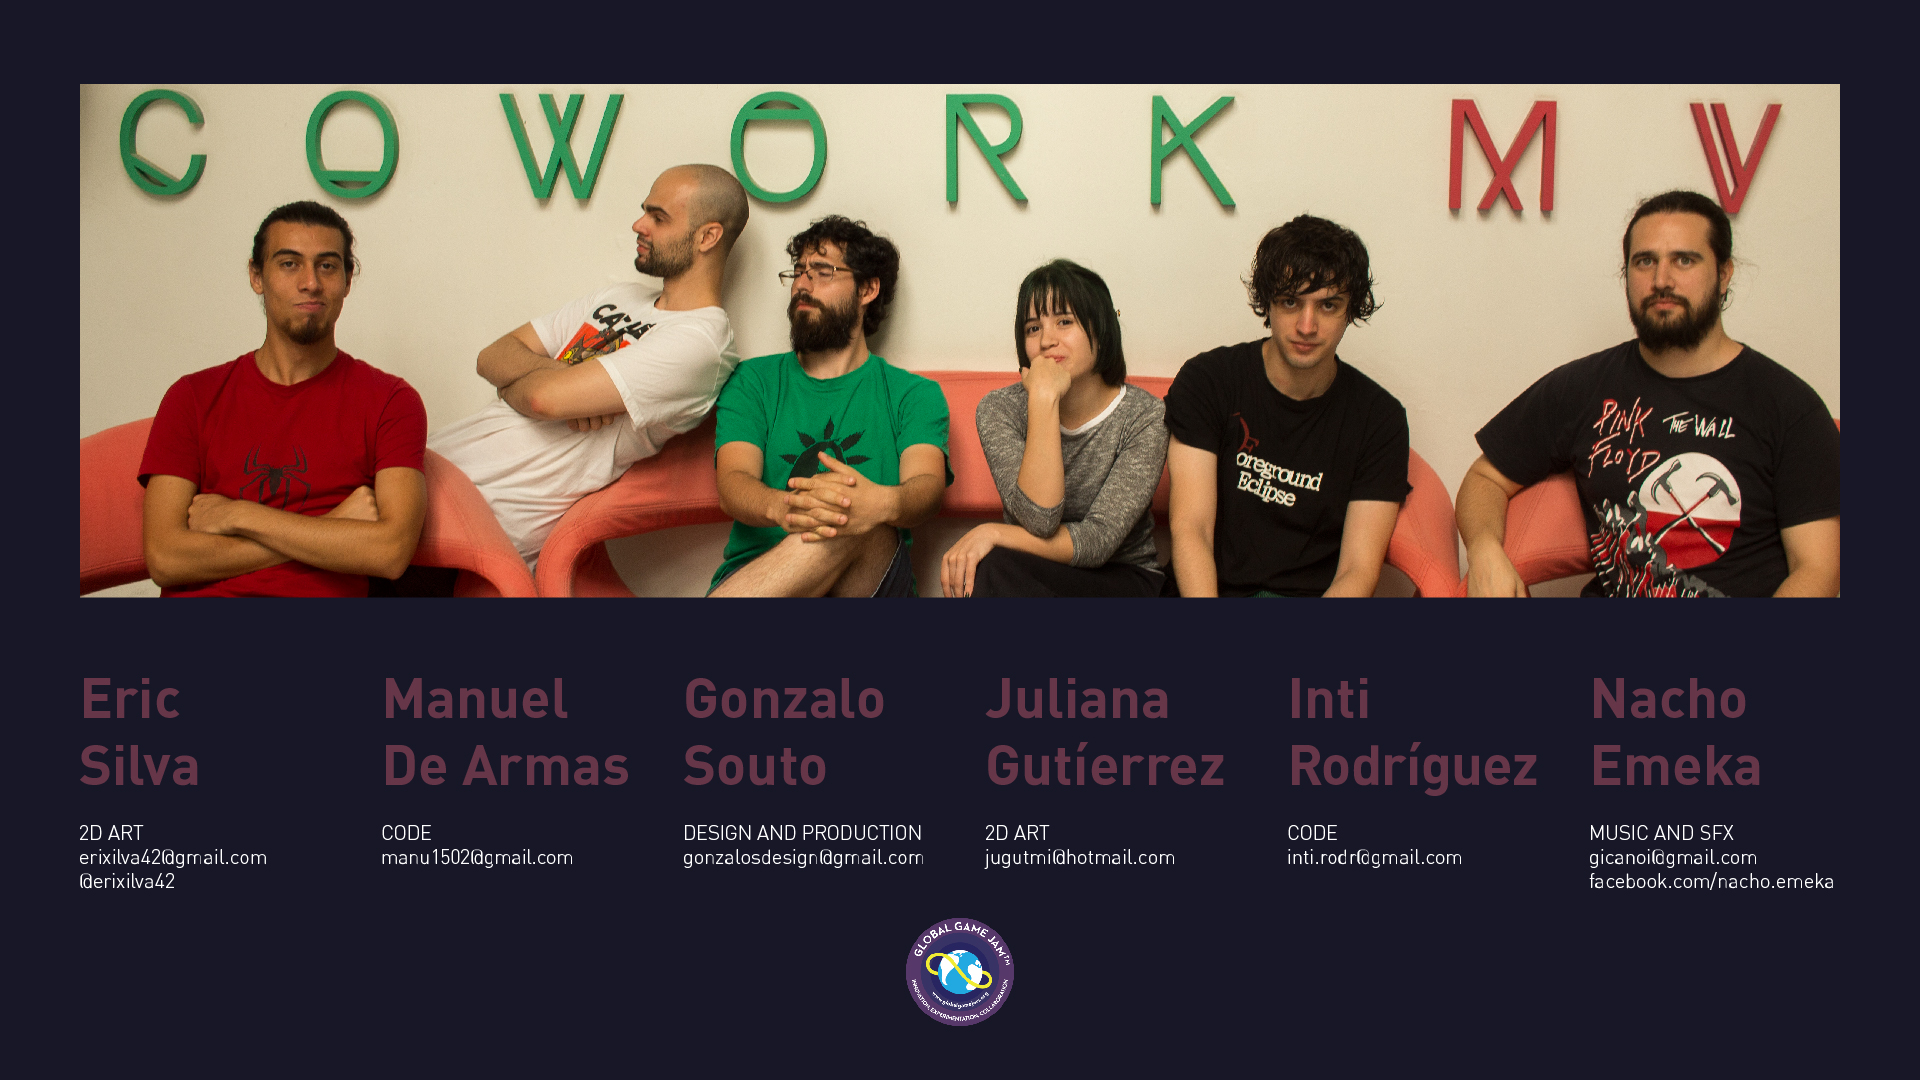 COWORK MV
CA
Foreground
Eclipse
PINK
FLOYD
THE WALL
Eric
Silva
2D ART
erixilva42@gmail.com
@erixilva42
Manuel
De Armas
CODE
manu1502@gmail.com
Gonzalo
Souto
DESIGN AND PRODUCTION
gonzalosdesign@gmail.com
Juliana
Gutíerrez
2D ART
jugutmi@hotmail.com
Inti
Rodríguez
CODE
inti.rodr@gmail.com
Nacho
Emeka
MUSIC AND SFX
gicanoi@gmail.com
facebook.com/nacho.emeka
GLOBAL GAME JAM™
www.globalgamejam.org
INNOVATION, EXPERIMENTATION, COLLABORATION